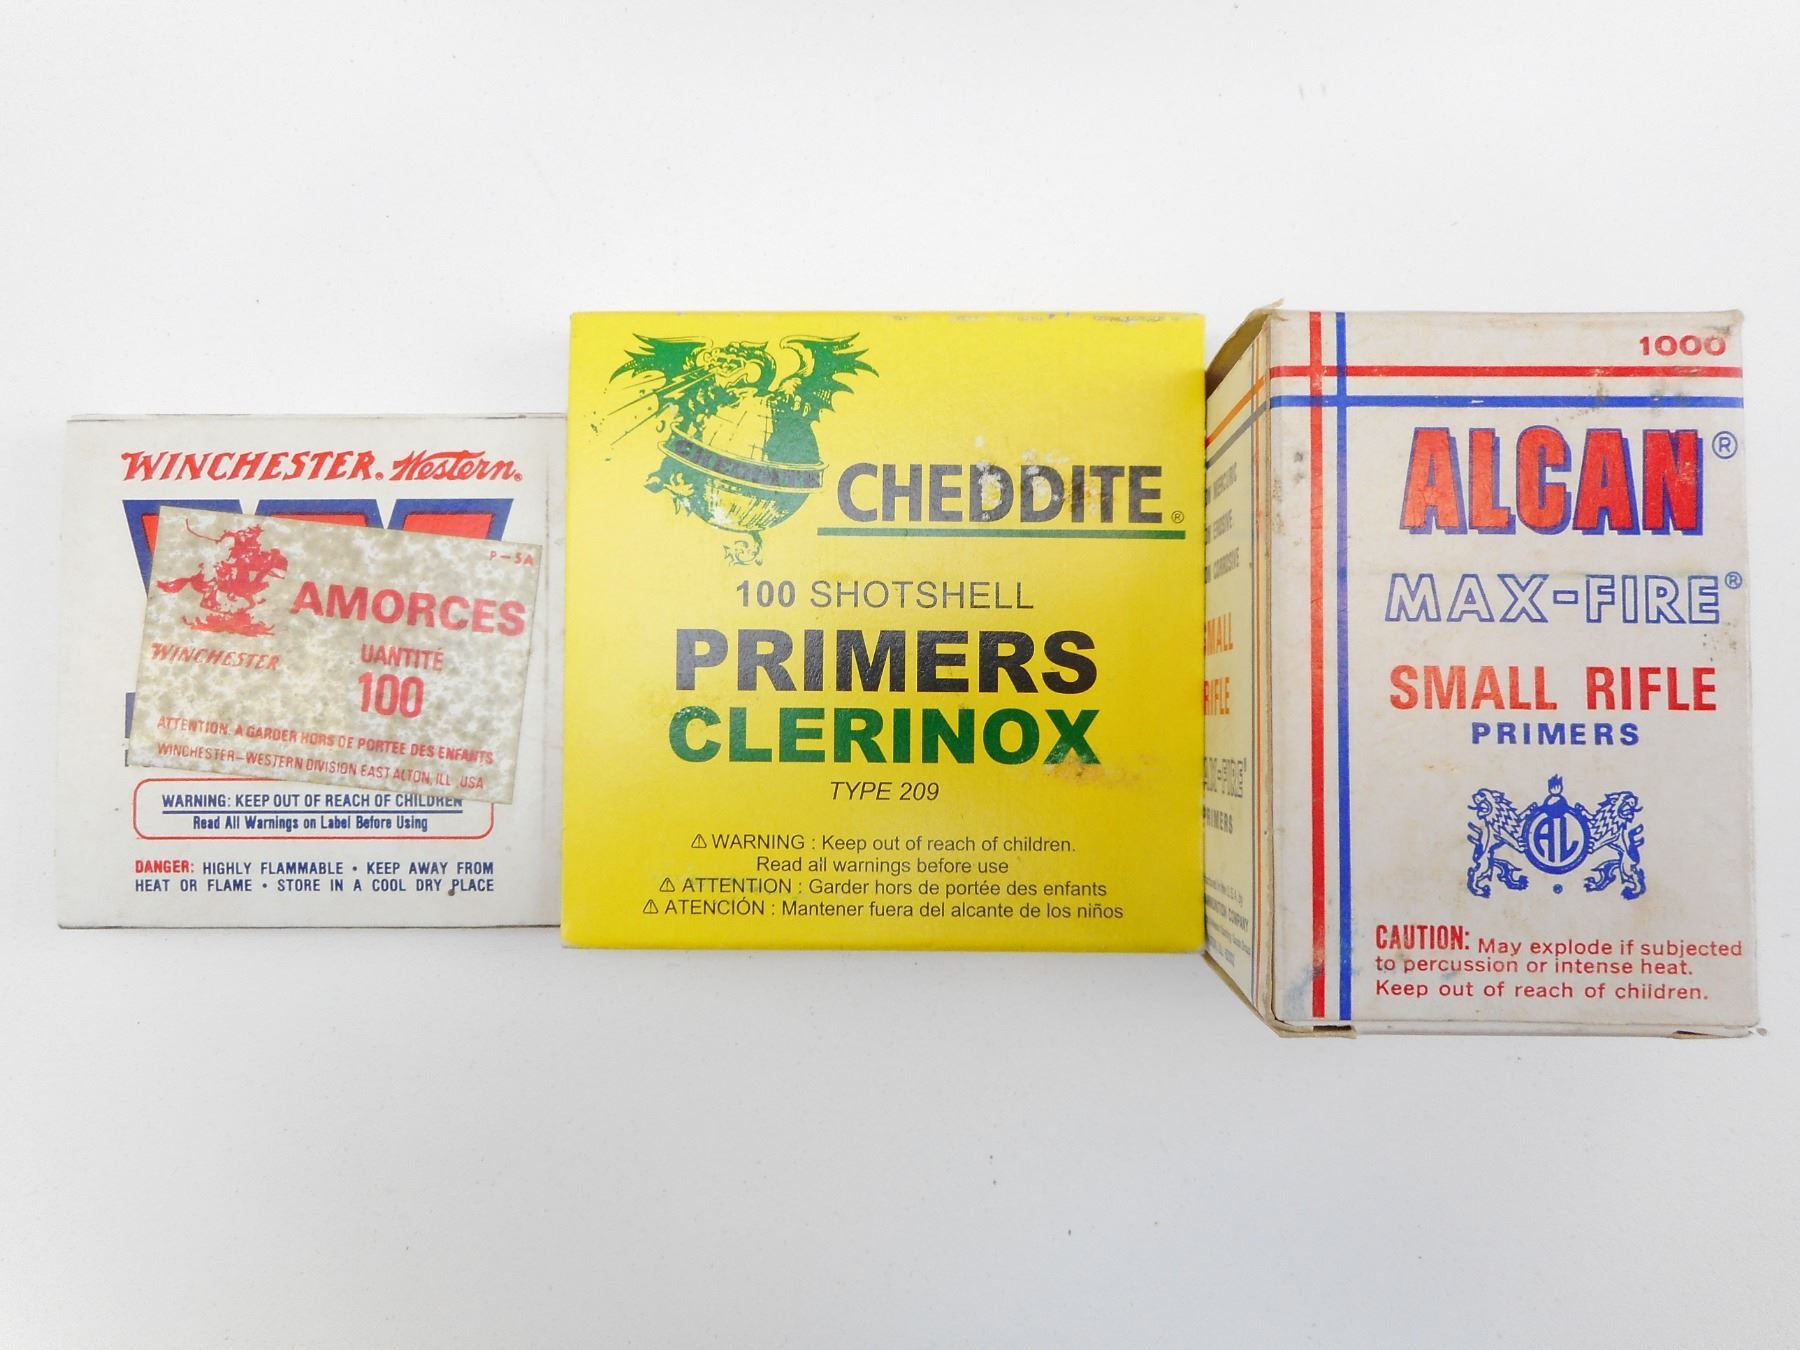 WINCHESTER. Western®
P-5A
AMORCES
WINCHESTER
UANTITÉ
100
ATTENTION. A GARDER HORS DE PORTEE DES ENFANTS
WINCHESTER-WESTERN DIVISION EAST ALTON, ILL. USA
WARNING: KEEP OUT OF REACH OF CHILDREN
Read All Warnings on Label Before Using
DANGER: HIGHLY FLAMMABLE • KEEP AWAY FROM
HEAT OR FLAME • STORE IN A COOL DRY PLACE
CHEDDITE
CHEDDITE®
100 SHOTSHELL
PRIMERS
CLERINOX
TYPE 209
⚠ WARNING : Keep out of reach of children.
Read all warnings before use
⚠ ATTENTION : Garder hors de portée des enfants
⚠ ATENCIÓN : Mantener fuera del alcance de los niños
SMALL
RIFLE
PRIMERS
1000
ALCAN®
MAX-FIRE®
SMALL RIFLE
PRIMERS
AL
®
CAUTION: May explode if subjected
to percussion or intense heat.
Keep out of reach of children.